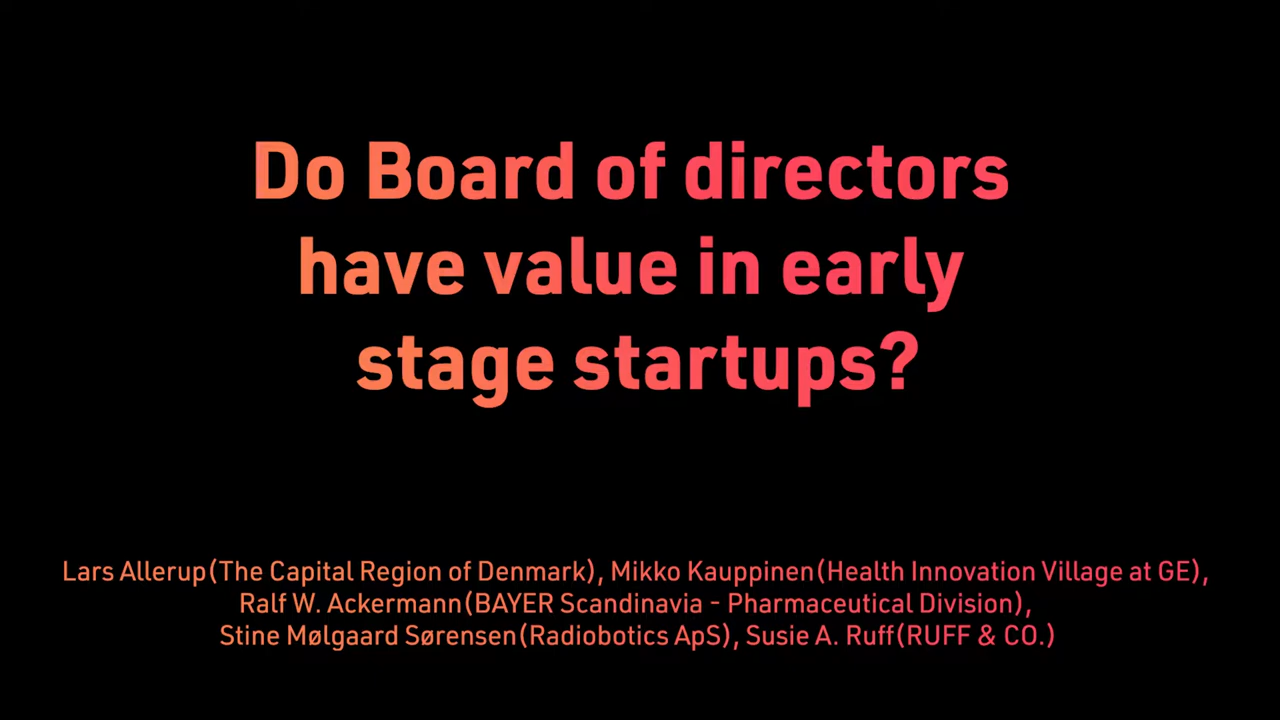 Do Board of directors
have value in early
stage startups?
Lars Allerup(The Capital Region of Denmark), Mikko Kauppinen(Health Innovation Village at GE),
Ralf W. Ackermann(BAYER Scandinavia - Pharmaceutical Division),
Stine Mølgaard Sørensen(Radiobotics ApS), Susie A. Ruff(RUFF & CO.)